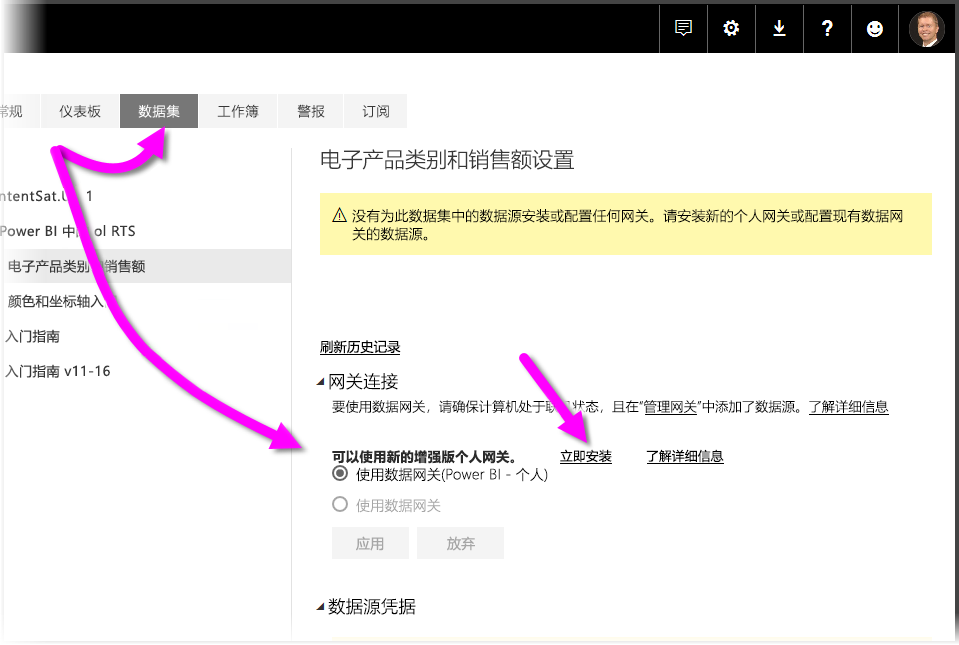 常规 仪表板 数据集 工作簿 警报 订阅
电子产品类别和销售额设置
没有为此数据集中的数据源安装或配置任何网关。请安装新的个人网关或配置现有数据网
关的数据源。
ntentSat. 1
Power BI ol RTS
电子产品类别 销售额
颜色和坐标轴入
入门指南
入门指南 v11-16
刷新历史记录
网关连接
要使用数据网关，请确保计算机处于联机状态，且在“管理网关”中添加了数据源。了解详细信息
可以使用新的增强版个人网关。 立即安装 了解详细信息
使用数据网关(Power BI - 个人)
使用数据网关
应用 放弃
数据源凭据